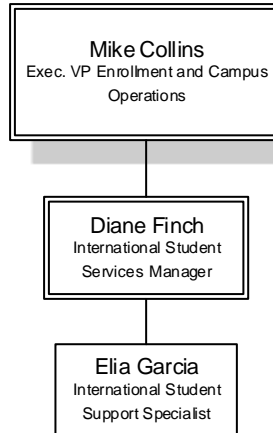 Mike Collins
Exec. VP Enrollment and Campus
Operations
Diane Finch
International Student
Services Manager
Elia Garcia
International Student
Support Specialist